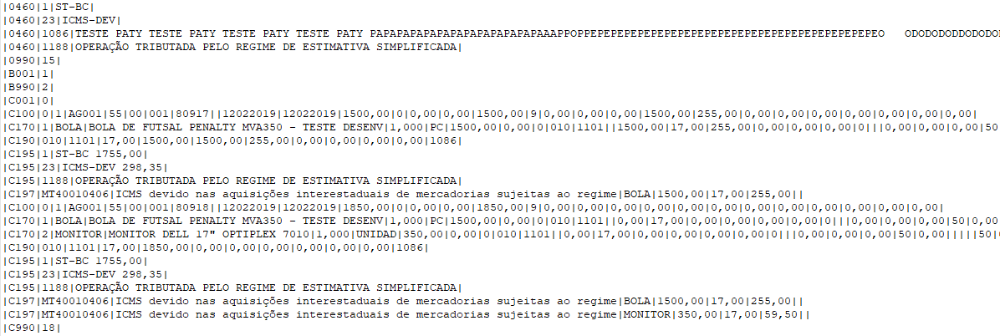 |0460|1|ST-BC|
|0460|23|ICMS-DEV|
|0460|1086|TESTE PATY TESTE PATY TESTE PATY TESTE PATY PAPAPAPAPAPAPAPAPAPAPAPAPAAAPPOPPEPEPEPEPEPEPEPEPEPEPEPEPEPEPEPEPEPEPEPEPEPEO   ODODODODDODODOI
|0460|1188|OPERAÇÃO TRIBUTADA PELO REGIME DE ESTIMATIVA SIMPLIFICADA|
|0990|15|
|B001|1|
|B990|2|
|C001|0|
|C100|0|1|AG001|55|00|001|80917||12022019|12022019|1500,00|0|0,00|0,00|1500,00|9|0,00|0,00|0,00|1500,00|255,00|0,00|0,00|0,00|0,00|0,00|0,00|0,00|
|C170|1|BOLA|BOLA DE FUTSAL PENALTY MVA350 - TESTE DESENV|1,000|PC|1500,00|0,00|0|010|1101||1500,00|17,00|255,00|0,00|0,00|0,00|0|||0,00|0,00|0,00|50
|C190|010|1101|17,00|1500,00|1500,00|255,00|0,00|0,00|0,00|0,00|1086|
|C195|1|ST-BC 1755,00|
|C195|23|ICMS-DEV 298,35|
|C195|1188|OPERAÇÃO TRIBUTADA PELO REGIME DE ESTIMATIVA SIMPLIFICADA|
|C197|MT40010406|ICMS devido nas aquisições interestaduais de mercadorias sujeitas ao regime|BOLA|1500,00|17,00|255,00||
|C100|0|1|AG001|55|00|001|80918||12022019|12022019|1850,00|0|0,00|0,00|1850,00|9|0,00|0,00|0,00|0,00|0,00|0,00|0,00|0,00|0,00|0,00|0,00|0,00|
|C170|1|BOLA|BOLA DE FUTSAL PENALTY MVA350 - TESTE DESENV|1,000|PC|1500,00|0,00|0|010|1101||0,00|17,00|0,00|0,00|0,00|0,00|0|||0,00|0,00|0,00|50|0,00
|C170|2|MONITOR|MONITOR DELL 17" OPTIPLEX 7010|1,000|UNIDAD|350,00|0,00|0|010|1101||0,00|17,00|0,00|0,00|0,00|0,00|0|||0,00|0,00|0,00|50|0,00|||||50|0
|C190|010|1101|17,00|1850,00|0,00|0,00|0,00|0,00|0,00|0,00|1086|
|C195|1|ST-BC 1755,00|
|C195|23|ICMS-DEV 298,35|
|C195|1188|OPERAÇÃO TRIBUTADA PELO REGIME DE ESTIMATIVA SIMPLIFICADA|
|C197|MT40010406|ICMS devido nas aquisições interestaduais de mercadorias sujeitas ao regime|BOLA|1500,00|17,00|255,00||
|C197|MT40010406|ICMS devido nas aquisições interestaduais de mercadorias sujeitas ao regime|MONITOR|350,00|17,00|59,50||
|C990|18|